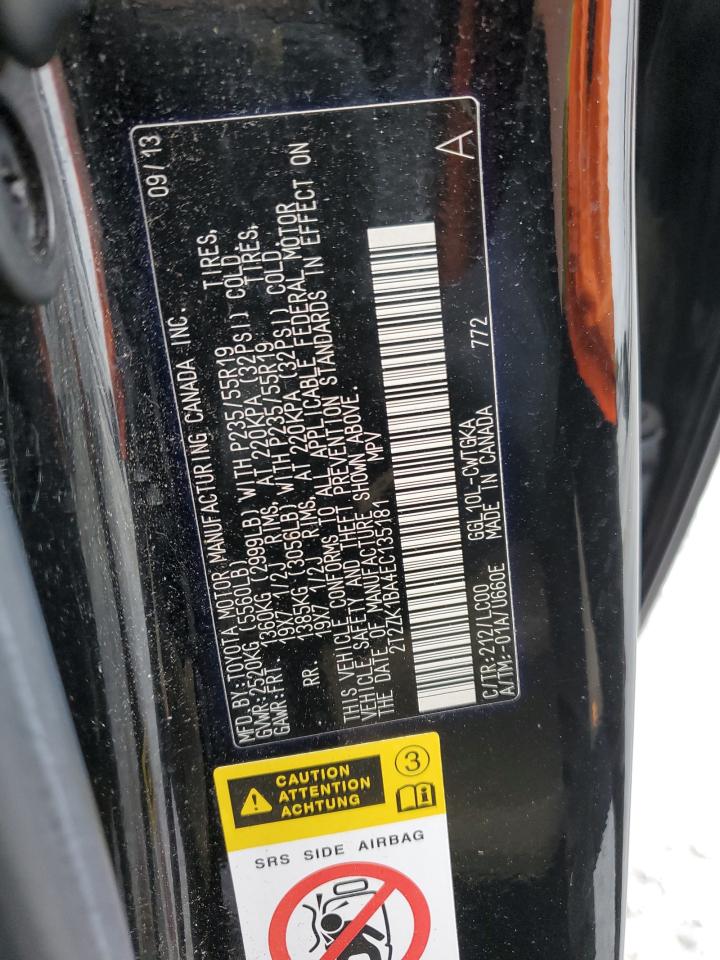 MFD.BY:TOYOTA MOTOR MANUFACTURING CANADA INC. 09/13
GVWR:2520KG (5560LB)
GAWR:FRT. 1360KG (2999LB) WITH P235/55R19 TIRES,
19X7 1/2J RIMS, AT 220KPA (32PSI) COLD
RR. 1385KG (3056LB) WITH P235/55R19 TIRES,
19X7 1/2J RIMS, AT 220KPA (32PSI) COLD.
THIS VEHICLE CONFORMS TO ALL APPLICABLE FEDERAL MOTOR
VEHICLE SAFETY AND THEFT PREVENTION STANDARDS IN EFFECT ON
THE DATE OF MANUFACTURE SHOWN ABOVE.
2T2ZK1BA4FC135181 MPV
A
C/TR:212/LC00 GGL10L-CWTGKA 772
A/TM:-01A/U660E MADE IN CANADA
CAUTION
ATTENTION
ACHTUNG
3
i
SRS SIDE AIRBAG